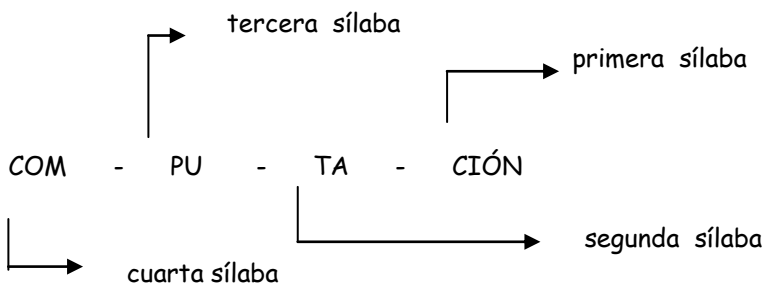 tercera sílaba
primera sílaba
COM - PU - TA - CIÓN
segunda sílaba
cuarta sílaba